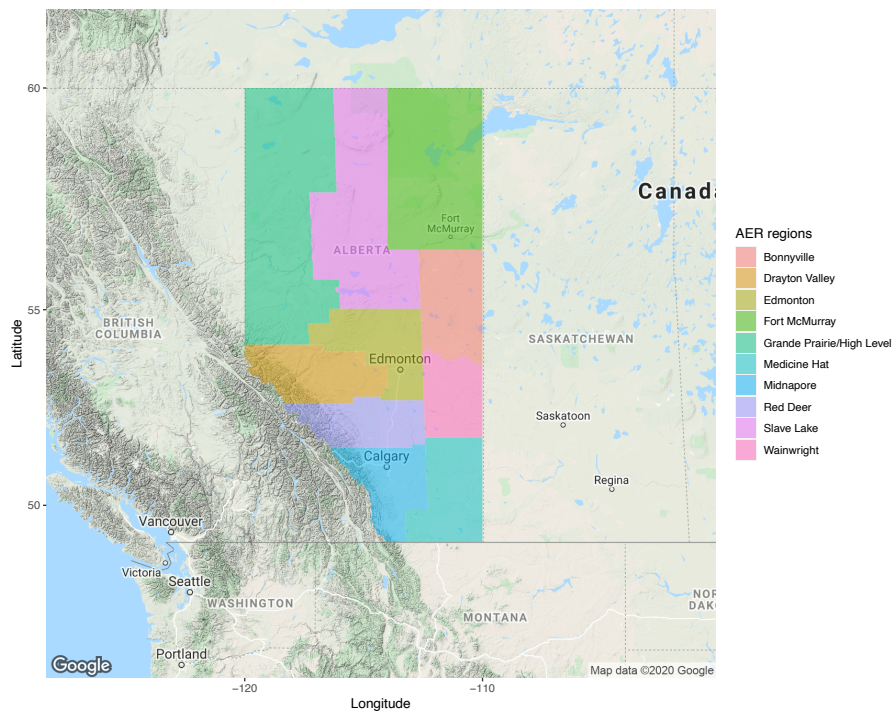 60
55
50
Latitude
−120
−110
Longitude
Canad
Fort
McMurray
ALBERTA
BRITISH
COLUMBIA
SASKATCHEWAN
Edmonton
Saskatoon
Calgary
Regina
Vancouver
Victoria
Seattle
WASHINGTON
MONTANA
NOR
DAK
Portland
Google
Map data ©2020 Google
AER regions
Bonnyville
Drayton Valley
Edmonton
Fort McMurray
Grande Prairie/High Level
Medicine Hat
Midnapore
Red Deer
Slave Lake
Wainwright